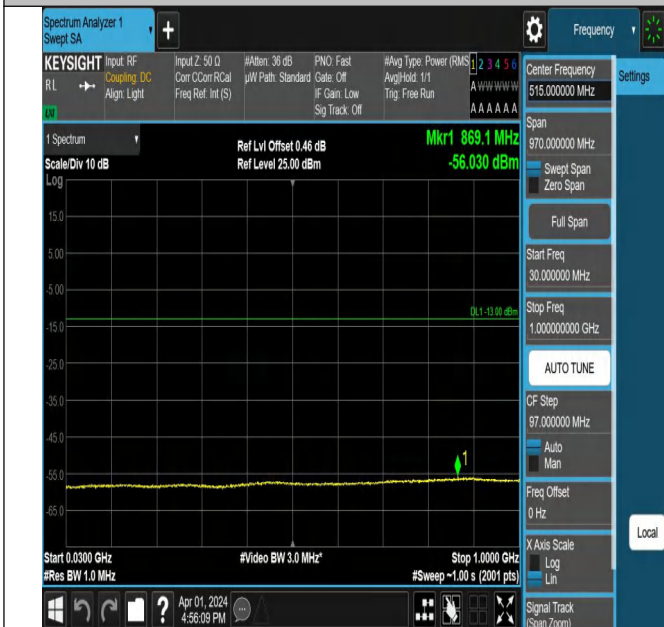 Spectrum Analyzer 1
Swept SA
Frequency
KEYSIGHT
RL
LXI
Input: RF
Coupling: DC
Align: Light
Input Z: 50 Ω
Corr CCorr RCal
Freq Ref: Int (S)
#Atten: 36 dB
µW Path: Standard
PNO: Fast
Gate: Off
IF Gain: Low
Sig Track: Off
#Avg Type: Power (RMS
Avg|Hold: 1/1
Trig: Free Run
1 2 3 4 5 6
A W W W W W
A A A A A A
1 Spectrum
Scale/Div 10 dB
Log
Ref Lvl Offset 0.46 dB
Ref Level 25.00 dBm
Mkr1 869.1 MHz
-56.030 dBm
15.0
5.00
-5.00
-15.0
-25.0
-35.0
-45.0
-55.0
-65.0
DL1 -13.00 dBm
1
Start 0.0300 GHz
#Res BW 1.0 MHz
#Video BW 3.0 MHz*
Stop 1.0000 GHz
#Sweep ~1.00 s (2001 pts)
Center Frequency
515.000000 MHz
Settings
Span
970.000000 MHz
Swept Span
Zero Span
Full Span
Start Freq
30.000000 MHz
Stop Freq
1.000000000 GHz
AUTO TUNE
CF Step
97.000000 MHz
Auto
Man
Freq Offset
0 Hz
X Axis Scale
Log
Lin
Signal Track
(Span Zoom)
Local
?
Apr 01, 2024
4:56:09 PM